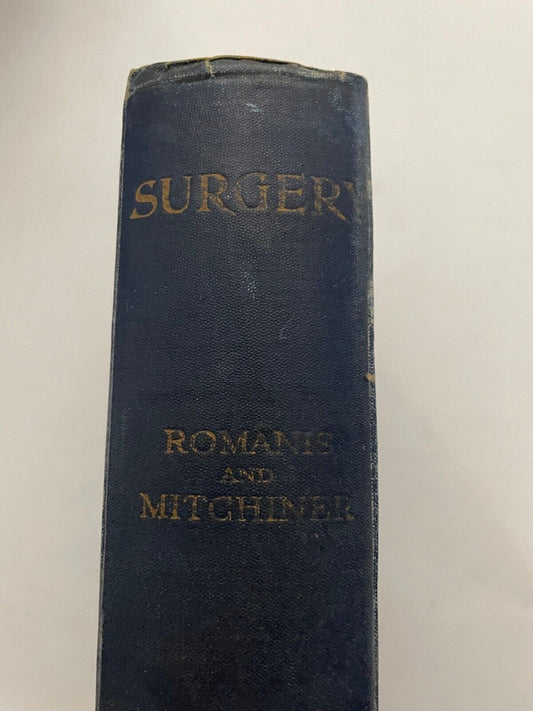 SURGERY
ROMANIS
AND
MITCHINER